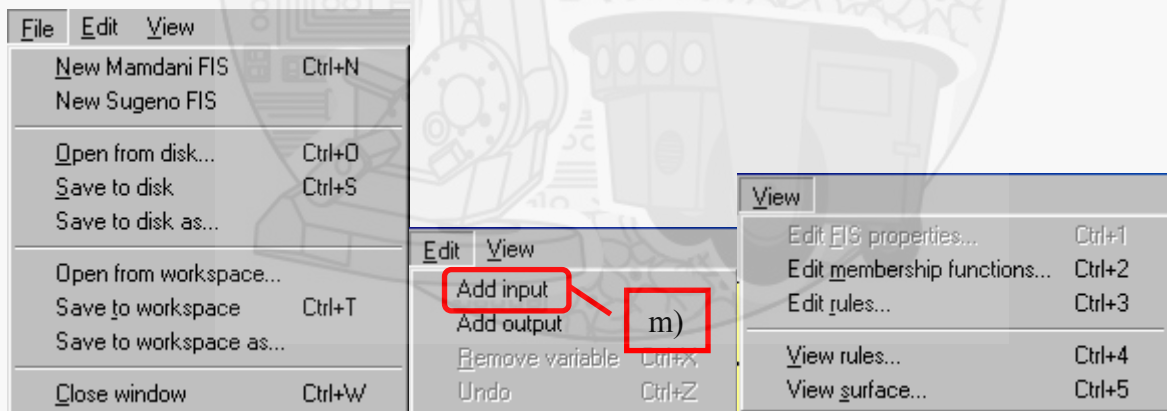 File Edit View
New Mamdani FIS Ctrl+N
New Sugeno FIS
Open from disk... Ctrl+O
Save to disk Ctrl+S
Save to disk as...
Open from workspace...
Save to workspace Ctrl+T
Save to workspace as...
Close window Ctrl+W
Edit View
Add input
Add output
m)
Remove variable Ctrl+X
Undo Ctrl+Z
View
Edit FIS properties... Ctrl+1
Edit membership functions... Ctrl+2
Edit rules... Ctrl+3
View rules... Ctrl+4
View surface... Ctrl+5